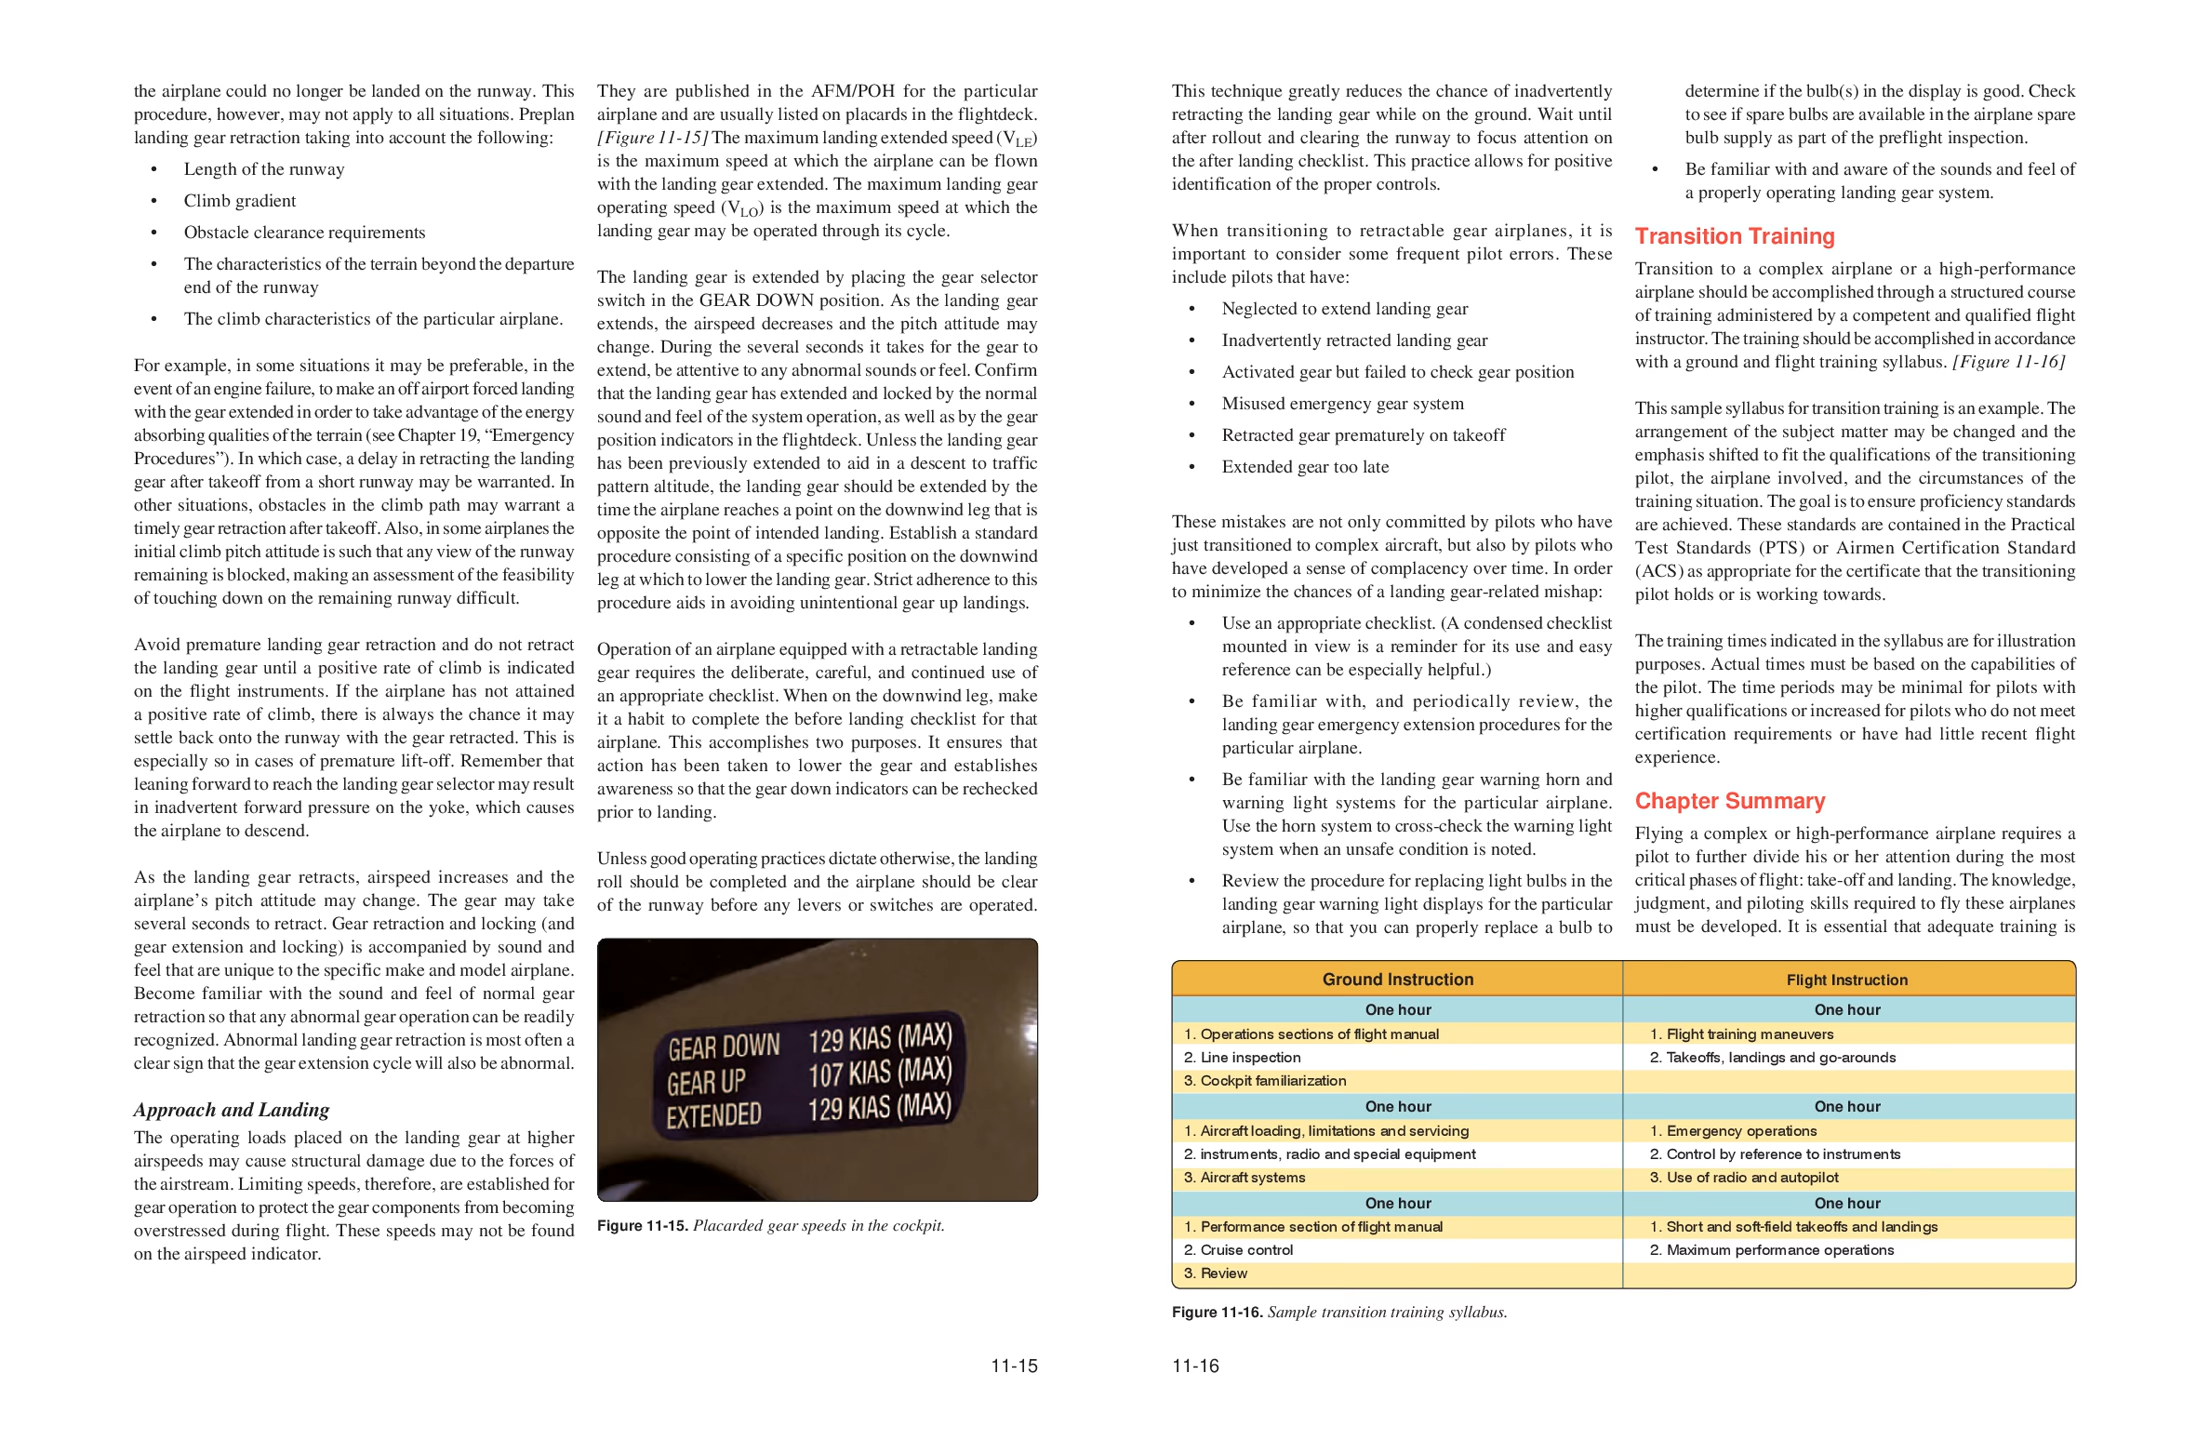 the airplane could no longer be landed on the runway. This
procedure, however, may not apply to all situations. Preplan
landing gear retraction taking into account the following:
• Length of the runway
• Climb gradient
• Obstacle clearance requirements
• The characteristics of the terrain beyond the departure
end of the runway
• The climb characteristics of the particular airplane.
For example, in some situations it may be preferable, in the
event of an engine failure, to make an off airport forced landing
with the gear extended in order to take advantage of the energy
absorbing qualities of the terrain (see Chapter 19, “Emergency
Procedures”). In which case, a delay in retracting the landing
gear after takeoff from a short runway may be warranted. In
other situations, obstacles in the climb path may warrant a
timely gear retraction after takeoff. Also, in some airplanes the
initial climb pitch attitude is such that any view of the runway
remaining is blocked, making an assessment of the feasibility
of touching down on the remaining runway difficult.
Avoid premature landing gear retraction and do not retract
the landing gear until a positive rate of climb is indicated
on the flight instruments. If the airplane has not attained
a positive rate of climb, there is always the chance it may
settle back onto the runway with the gear retracted. This is
especially so in cases of premature lift-off. Remember that
leaning forward to reach the landing gear selector may result
in inadvertent forward pressure on the yoke, which causes
the airplane to descend.
As the landing gear retracts, airspeed increases and the
airplane’s pitch attitude may change. The gear may take
several seconds to retract. Gear retraction and locking (and
gear extension and locking) is accompanied by sound and
feel that are unique to the specific make and model airplane.
Become familiar with the sound and feel of normal gear
retraction so that any abnormal gear operation can be readily
recognized. Abnormal landing gear retraction is most often a
clear sign that the gear extension cycle will also be abnormal.
Approach and Landing
The operating loads placed on the landing gear at higher
airspeeds may cause structural damage due to the forces of
the airstream. Limiting speeds, therefore, are established for
gear operation to protect the gear components from becoming
overstressed during flight. These speeds may not be found
on the airspeed indicator.
They are published in the AFM/POH for the particular
airplane and are usually listed on placards in the flightdeck.
[Figure 11-15] The maximum landing extended speed (VLE)
is the maximum speed at which the airplane can be flown
with the landing gear extended. The maximum landing gear
operating speed (VLO) is the maximum speed at which the
landing gear may be operated through its cycle.
The landing gear is extended by placing the gear selector
switch in the GEAR DOWN position. As the landing gear
extends, the airspeed decreases and the pitch attitude may
change. During the several seconds it takes for the gear to
extend, be attentive to any abnormal sounds or feel. Confirm
that the landing gear has extended and locked by the normal
sound and feel of the system operation, as well as by the gear
position indicators in the flightdeck. Unless the landing gear
has been previously extended to aid in a descent to traffic
pattern altitude, the landing gear should be extended by the
time the airplane reaches a point on the downwind leg that is
opposite the point of intended landing. Establish a standard
procedure consisting of a specific position on the downwind
leg at which to lower the landing gear. Strict adherence to this
procedure aids in avoiding unintentional gear up landings.
Operation of an airplane equipped with a retractable landing
gear requires the deliberate, careful, and continued use of
an appropriate checklist. When on the downwind leg, make
it a habit to complete the before landing checklist for that
airplane. This accomplishes two purposes. It ensures that
action has been taken to lower the gear and establishes
awareness so that the gear down indicators can be rechecked
prior to landing.
Unless good operating practices dictate otherwise, the landing
roll should be completed and the airplane should be clear
of the runway before any levers or switches are operated.
GEAR DOWN 129 KIAS (MAX)
GEAR UP 107 KIAS (MAX)
EXTENDED 129 KIAS (MAX)
Figure 11-15. Placarded gear speeds in the cockpit.
11-15
This technique greatly reduces the chance of inadvertently
retracting the landing gear while on the ground. Wait until
after rollout and clearing the runway to focus attention on
the after landing checklist. This practice allows for positive
identification of the proper controls.
When transitioning to retractable gear airplanes, it is
important to consider some frequent pilot errors. These
include pilots that have:
• Neglected to extend landing gear
• Inadvertently retracted landing gear
• Activated gear but failed to check gear position
• Misused emergency gear system
• Retracted gear prematurely on takeoff
• Extended gear too late
These mistakes are not only committed by pilots who have
just transitioned to complex aircraft, but also by pilots who
have developed a sense of complacency over time. In order
to minimize the chances of a landing gear-related mishap:
• Use an appropriate checklist. (A condensed checklist
mounted in view is a reminder for its use and easy
reference can be especially helpful.)
• Be familiar with, and periodically review, the
landing gear emergency extension procedures for the
particular airplane.
• Be familiar with the landing gear warning horn and
warning light systems for the particular airplane.
Use the horn system to cross-check the warning light
system when an unsafe condition is noted.
• Review the procedure for replacing light bulbs in the
landing gear warning light displays for the particular
airplane, so that you can properly replace a bulb to
determine if the bulb(s) in the display is good. Check
to see if spare bulbs are available in the airplane spare
bulb supply as part of the preflight inspection.
• Be familiar with and aware of the sounds and feel of
a properly operating landing gear system.
Transition Training
Transition to a complex airplane or a high-performance
airplane should be accomplished through a structured course
of training administered by a competent and qualified flight
instructor. The training should be accomplished in accordance
with a ground and flight training syllabus. [Figure 11-16]
This sample syllabus for transition training is an example. The
arrangement of the subject matter may be changed and the
emphasis shifted to fit the qualifications of the transitioning
pilot, the airplane involved, and the circumstances of the
training situation. The goal is to ensure proficiency standards
are achieved. These standards are contained in the Practical
Test Standards (PTS) or Airmen Certification Standard
(ACS) as appropriate for the certificate that the transitioning
pilot holds or is working towards.
The training times indicated in the syllabus are for illustration
purposes. Actual times must be based on the capabilities of
the pilot. The time periods may be minimal for pilots with
higher qualifications or increased for pilots who do not meet
certification requirements or have had little recent flight
experience.
Chapter Summary
Flying a complex or high-performance airplane requires a
pilot to further divide his or her attention during the most
critical phases of flight: take-off and landing. The knowledge,
judgment, and piloting skills required to fly these airplanes
must be developed. It is essential that adequate training is
Ground Instruction Flight Instruction
One hour One hour
1. Operations sections of flight manual 1. Flight training maneuvers
2. Line inspection 2. Takeoffs, landings and go-arounds
3. Cockpit familiarization
One hour One hour
1. Aircraft loading, limitations and servicing 1. Emergency operations
2. instruments, radio and special equipment 2. Control by reference to instruments
3. Aircraft systems 3. Use of radio and autopilot
One hour One hour
1. Performance section of flight manual 1. Short and soft-field takeoffs and landings
2. Cruise control 2. Maximum performance operations
3. Review
Figure 11-16. Sample transition training syllabus.
11-16